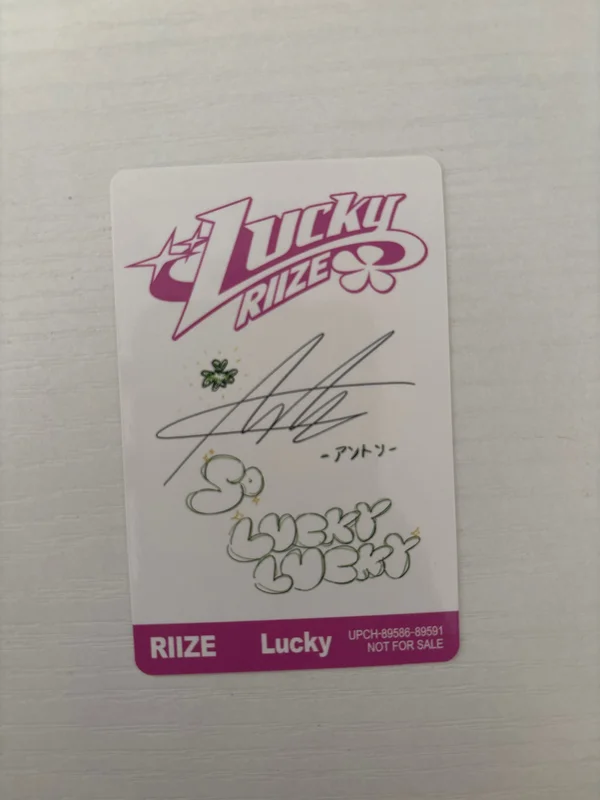 Lucky
RIIZE
-アントン-
So
LUCKY
LUCKY
RIIZE Lucky UPCH-89586-89591
NOT FOR SALE